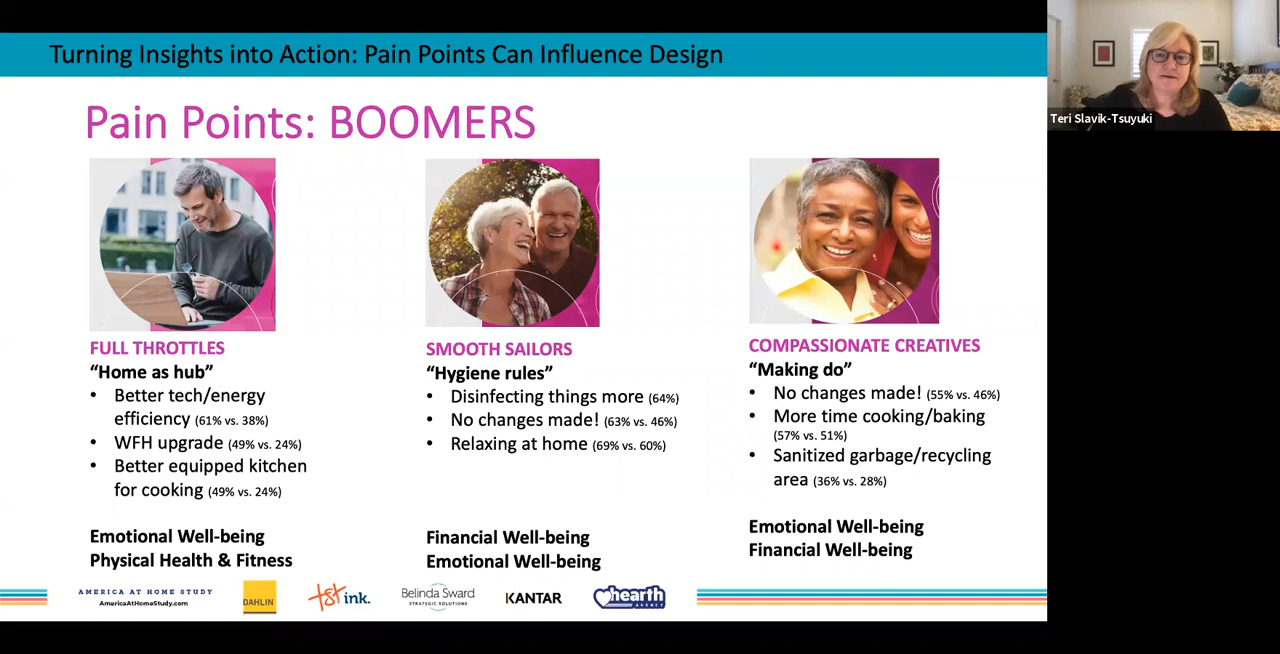 Turning Insights into Action: Pain Points Can Influence Design
Teri Slavik-Tsuyuki
Pain Points: BOOMERS
FULL THROTTLES
“Home as hub”
• Better tech/energy
efficiency (61% vs. 38%)
• WFH upgrade (49% vs. 24%)
• Better equipped kitchen
for cooking (49% vs. 24%)
Emotional Well-being
Physical Health & Fitness
SMOOTH SAILORS
“Hygiene rules”
• Disinfecting things more (64%)
• No changes made! (63% vs. 46%)
• Relaxing at home (69% vs. 60%)
Financial Well-being
Emotional Well-being
COMPASSIONATE CREATIVES
“Making do”
• No changes made! (55% vs. 46%)
• More time cooking/baking
(57% vs. 51%)
• Sanitized garbage/recycling
area (36% vs. 28%)
Emotional Well-being
Financial Well-being
AMERICA AT HOME STUDY
AmericaAtHomeStudy.com
DAHLIN
tst ink.
Belinda Sward
STRATEGIC SOLUTIONS
KANTAR
hearth
AGENCY